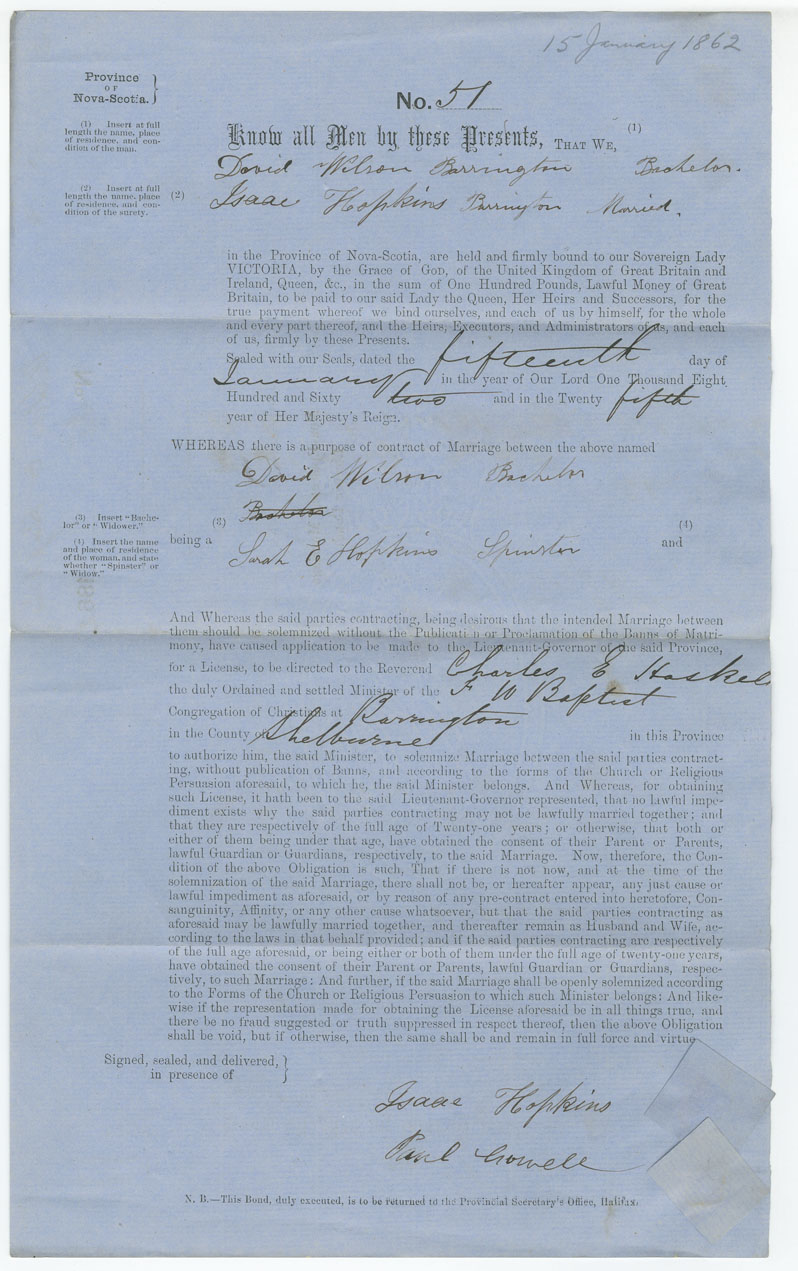 15 January 1862
Province
OF
Nova-Scotia.
No. 51
(1) Insert at full
length the name, place
of residence, and con-
dition of the man.
Know all Men by these Presents, THAT WE, (1)
David Wilson Barrington Bachelor.
(2) Insert at full
length the name, place
of residence, and con-
dition of the surety.
(2) Isaac Hopkins Barrington Married.
in the Province of Nova-Scotia, are held and firmly bound to our Sovereign Lady
VICTORIA, by the Grace of GOD, of the United Kingdom of Great Britain and
Ireland, Queen, &c., in the sum of One Hundred Pounds, Lawful Money of Great
Britain, to be paid to our said Lady the Queen, Her Heirs and Successors, for the
true payment whereof we bind ourselves, and each of us by himself, for the whole
and every part thereof, and the Heirs, Executors, and Administrators of us, and each
of us, firmly by these Presents.
Sealed with our Seals, dated the fifteenth day of
January in the year of Our Lord One Thousand Eight
Hundred and Sixty two and in the Twenty fifth
year of Her Majesty's Reign.
WHEREAS there is a purpose of contract of Marriage between the above named
David Wilson Bachelor
(3) Insert "Bache-
lor" or "Widower."
(3) Bachelor
(4) Insert the name
and place of residence
of the woman, and state
whether "Spinster" or
"Widow."
being a and (4)
Sarah E Hopkins Spinster
And Whereas the said parties contracting, being desirous that the intended Marriage between
them should be solemnized without the Publication or Proclamation of the Banns of Matri-
mony, have caused application to be made to the Lieutenant-Governor of the said Province,
for a License, to be directed to the Reverend Charles E Haskel
the duly Ordained and settled Minister of the F W Baptist
Congregation of Christians at Barrington
in the County of Shelburne in this Province
to authorize him, the said Minister, to solemnize Marriage between the said parties contract-
ing, without publication of Banns, and according to the forms of the Church or Religious
Persuasion aforesaid, to which he, the said Minister belongs. And Whereas, for obtaining
such License, it hath been to the said Lieutenant-Governor represented, that no lawful impe-
diment exists why the said parties contracting may not be lawfully married together; and
that they are respectively of the full age of Twenty-one years; or otherwise, that both or
either of them being under that age, have obtained the consent of their Parent or Parents,
lawful Guardian or Guardians, respectively, to the said Marriage. Now, therefore, the Con-
dition of the above Obligation is such, That if there is not now, and at the time of the
solemnization of the said Marriage, there shall not be, or hereafter appear, any just cause or
lawful impediment as aforesaid, or by reason of any pre-contract entered into heretofore, Con-
sanguinity, Affinity, or any other cause whatsoever, but that the said parties contracting as
aforesaid may be lawfully married together, and thereafter remain as Husband and Wife, ac-
cording to the laws in that behalf provided; and if the said parties contracting are respectively
of the full age aforesaid, or being either or both of them under the full age of twenty-one years,
have obtained the consent of their Parent or Parents, lawful Guardian or Guardians, respec-
tively, to such Marriage: And further, if the said Marriage shall be openly solemnized according
to the Forms of the Church or Religious Persuasion to which such Minister belongs: And like-
wise if the representation made for obtaining the License aforesaid be in all things true, and
there be no fraud suggested or truth suppressed in respect thereof, then the above Obligation
shall be void, but if otherwise, then the same shall be and remain in full force and virtue
Signed, sealed, and delivered,
in presence of
Isaac Hopkins
Paul Crowell
N. B.—This Bond, duly executed, is to be returned to the Provincial Secretary's Office, Halifax.